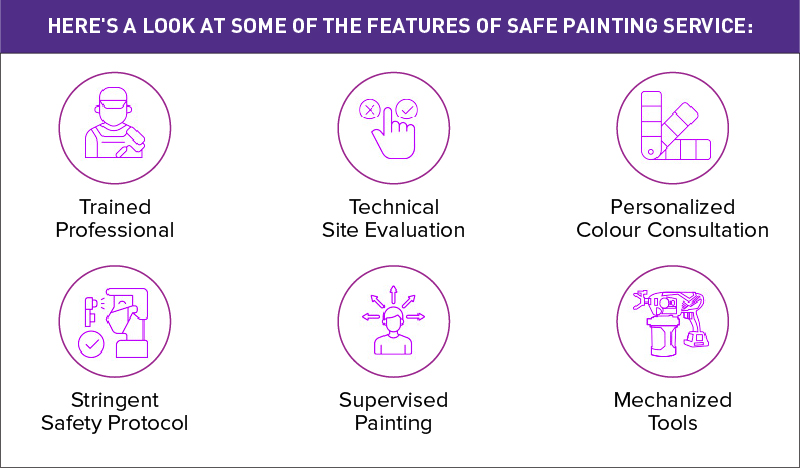 HERE'S A LOOK AT SOME OF THE FEATURES OF SAFE PAINTING SERVICE:
Trained
Professional
Technical
Site Evaluation
Personalized
Colour Consultation
Stringent
Safety Protocol
Supervised
Painting
Mechanized
Tools